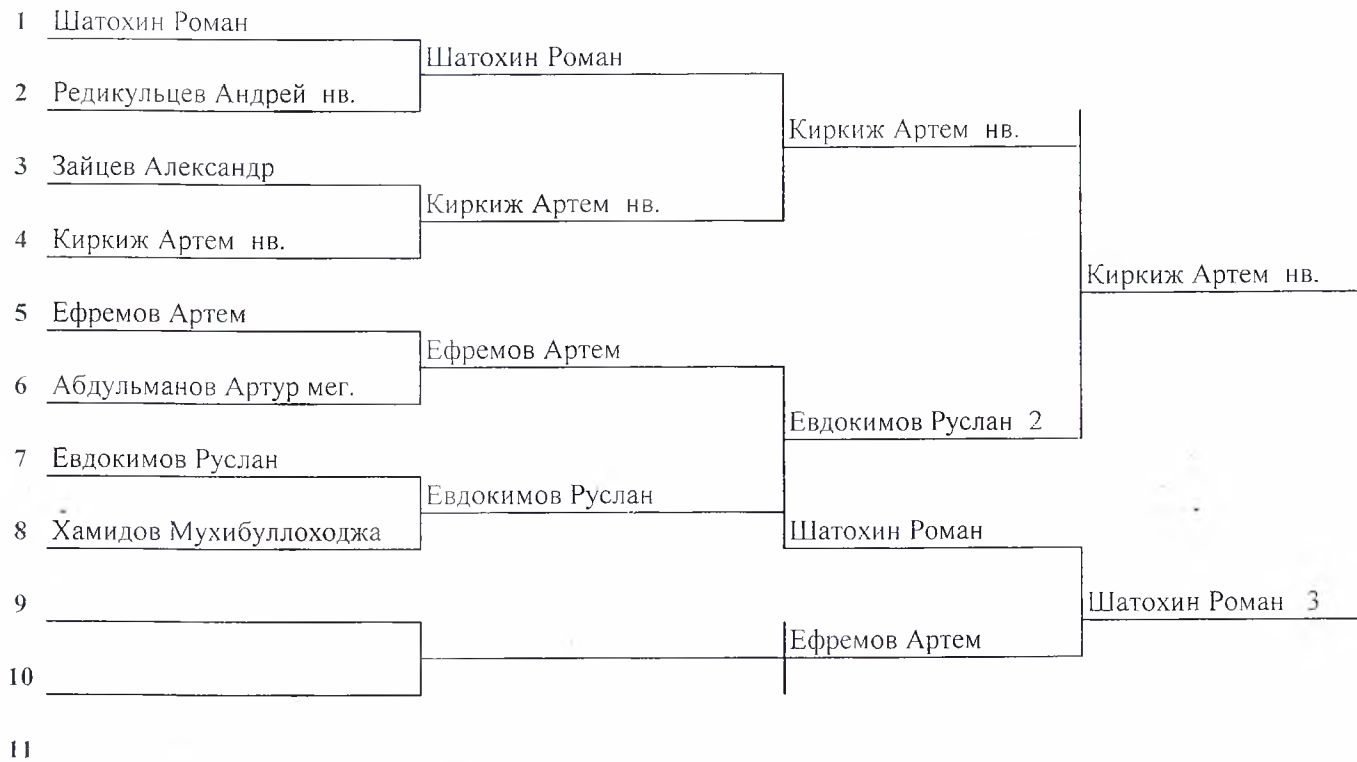 1 Шатохин Роман
Шатохин Роман
2 Редикульцев Андрей нв.
Киркиж Артем нв.
3 Зайцев Александр
Киркиж Артем нв.
4 Киркиж Артем нв.
Киркиж Артем нв.
5 Ефремов Артем
Ефремов Артем
6 Абдульманов Артур мег.
Евдокимов Руслан 2
7 Евдокимов Руслан
Евдокимов Руслан
8 Хамидов Мухибуллоходжа
Шатохин Роман
9
Шатохин Роман 3
Ефремов Артем
10
11